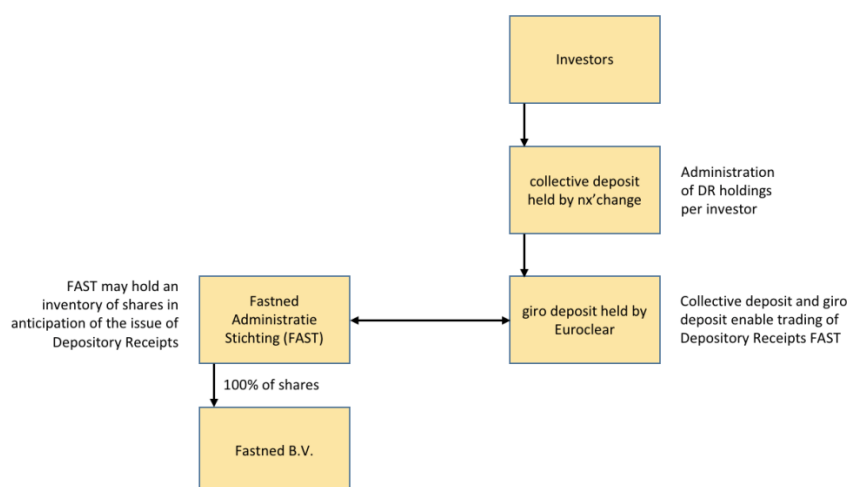 Investors
collective deposit
held by nx'change
Administration
of DR holdings
per investor
FAST may hold an
inventory of shares in
anticipation of the issue of
Depository Receipts
Fastned
Administratie
Stichting (FAST)
giro deposit held by
Euroclear
Collective deposit and giro
deposit enable trading of
Depository Receipts FAST
100% of shares
Fastned B.V.